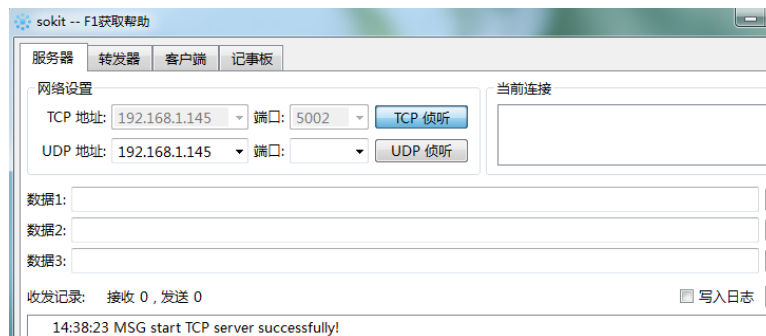 sokit -- F1获取帮助
服务器 转发器 客户端 记事板
网络设置 当前连接
TCP 地址: 192.168.1.145 端口: 5002 TCP 侦听
UDP 地址: 192.168.1.145 端口: UDP 侦听
数据1:
数据2:
数据3:
收发记录: 接收 0 , 发送 0 写入日志
14:38:23 MSG start TCP server successfully!